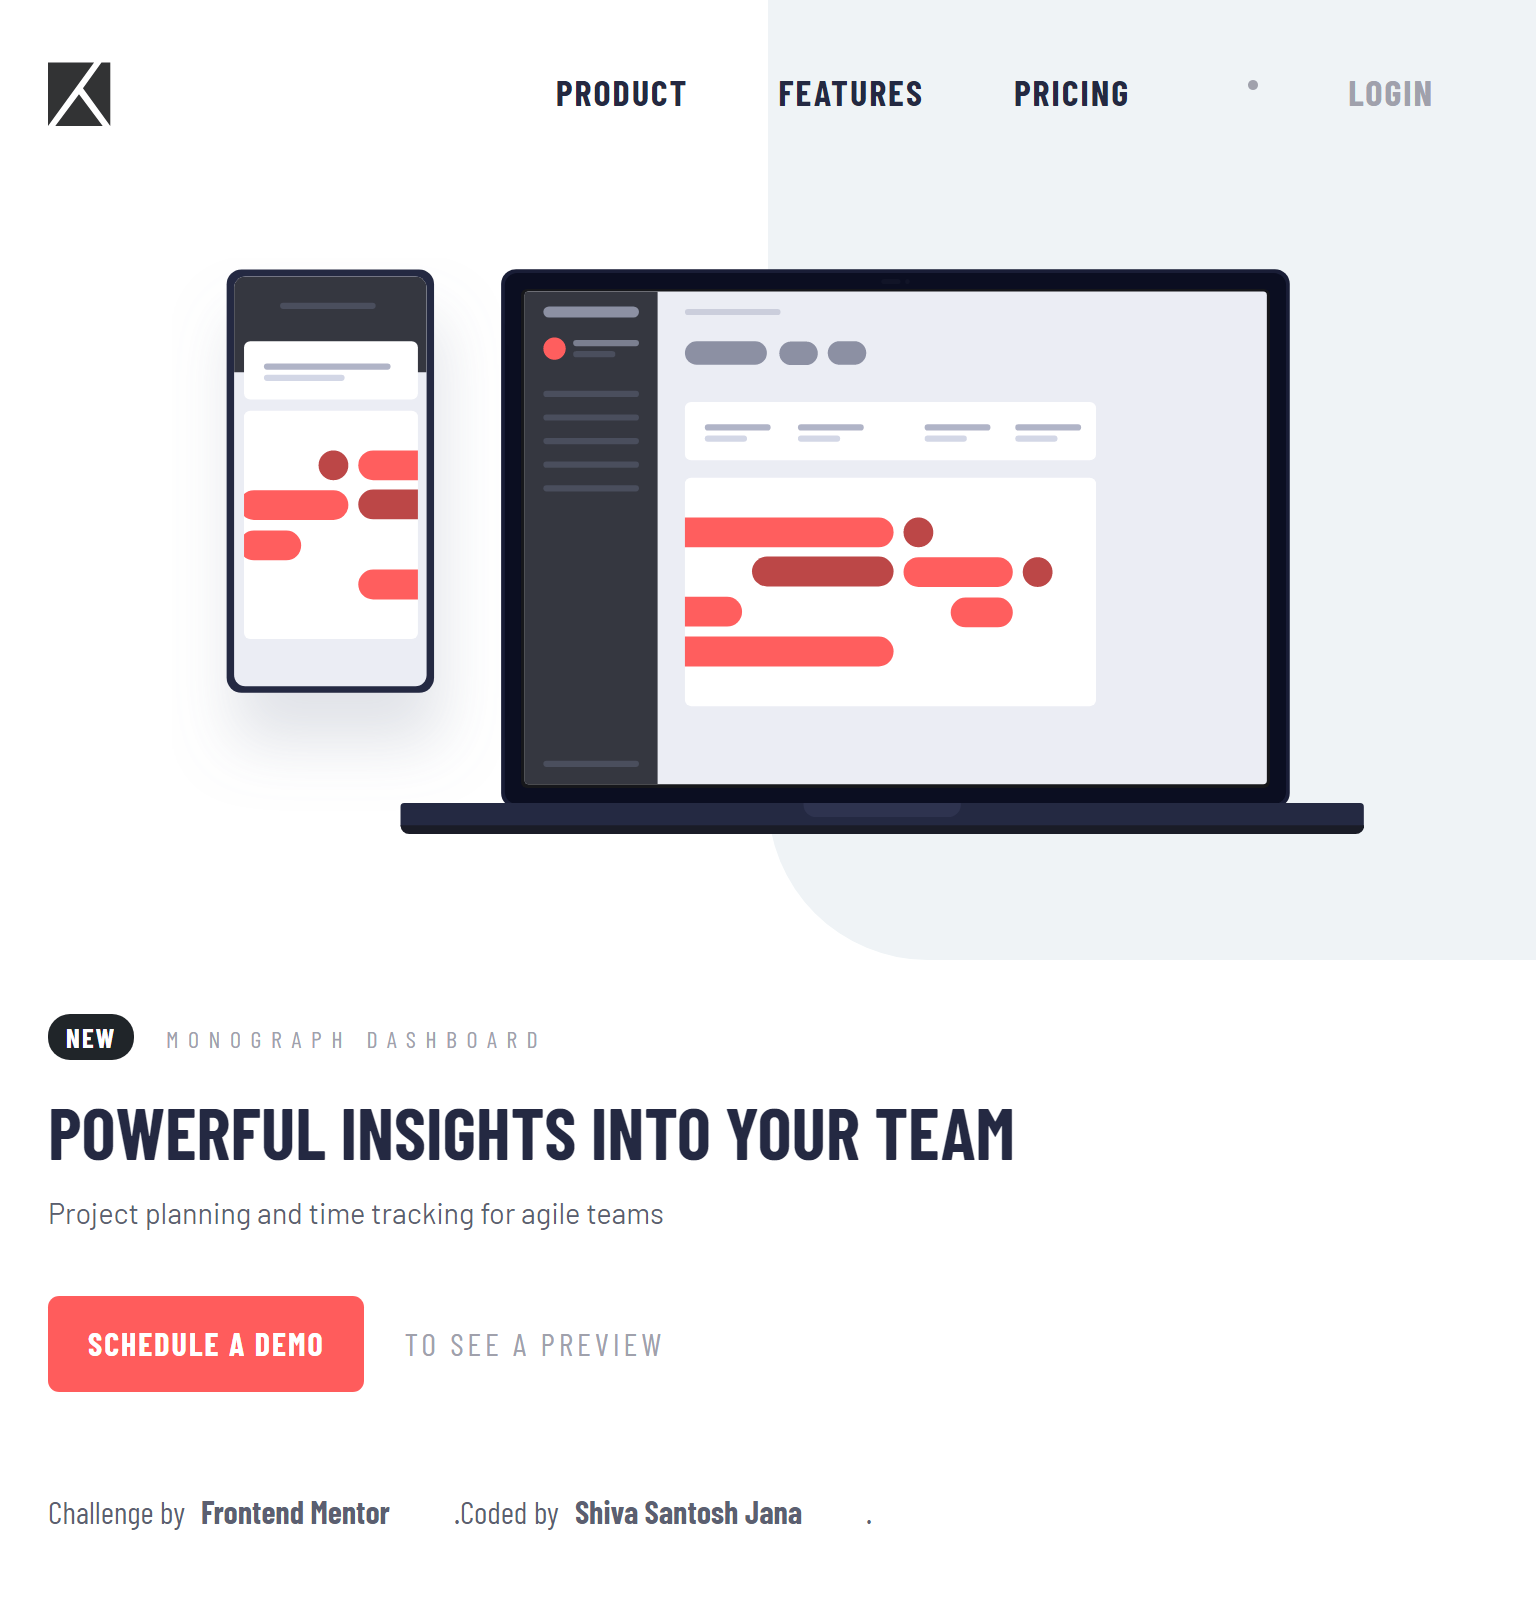 PRODUCT FEATURES PRICING • LOGIN
NEW MONOGRAPH DASHBOARD
POWERFUL INSIGHTS INTO YOUR TEAM
Project planning and time tracking for agile teams
SCHEDULE A DEMO TO SEE A PREVIEW
Challenge by Frontend Mentor .Coded by Shiva Santosh Jana .